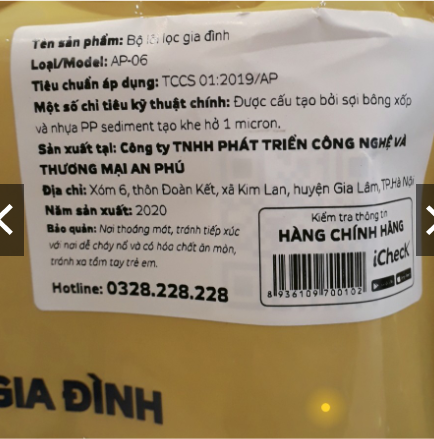 Tên sản phẩm: Bộ lõi lọc gia đình
Loại/Model: AP-06
Tiêu chuẩn áp dụng: TCCS 01:2019/AP
Một số chỉ tiêu kỹ thuật chính: Được cấu tạo bởi sợi bông xốp
và nhựa PP sediment tạo khe hở 1 micron.
Sản xuất tại: Công ty TNHH PHÁT TRIỂN CÔNG NGHỆ VÀ
THƯƠNG MẠI AN PHÚ
Địa chỉ: Xóm 6, thôn Đoàn Kết, xã Kim Lan, huyện Gia Lâm, TP.Hà Nội
Năm sản xuất: 2020
Bảo quản: Nơi thoáng mát, tránh tiếp xúc
với nơi dễ cháy nổ và có hóa chất ăn mòn,
tránh xa tầm tay trẻ em.
Hotline: 0328.228.228
Kiểm tra thông tin
HÀNG CHÍNH HÃNG
iCheck
8 936109 700102
GIA ĐÌNH